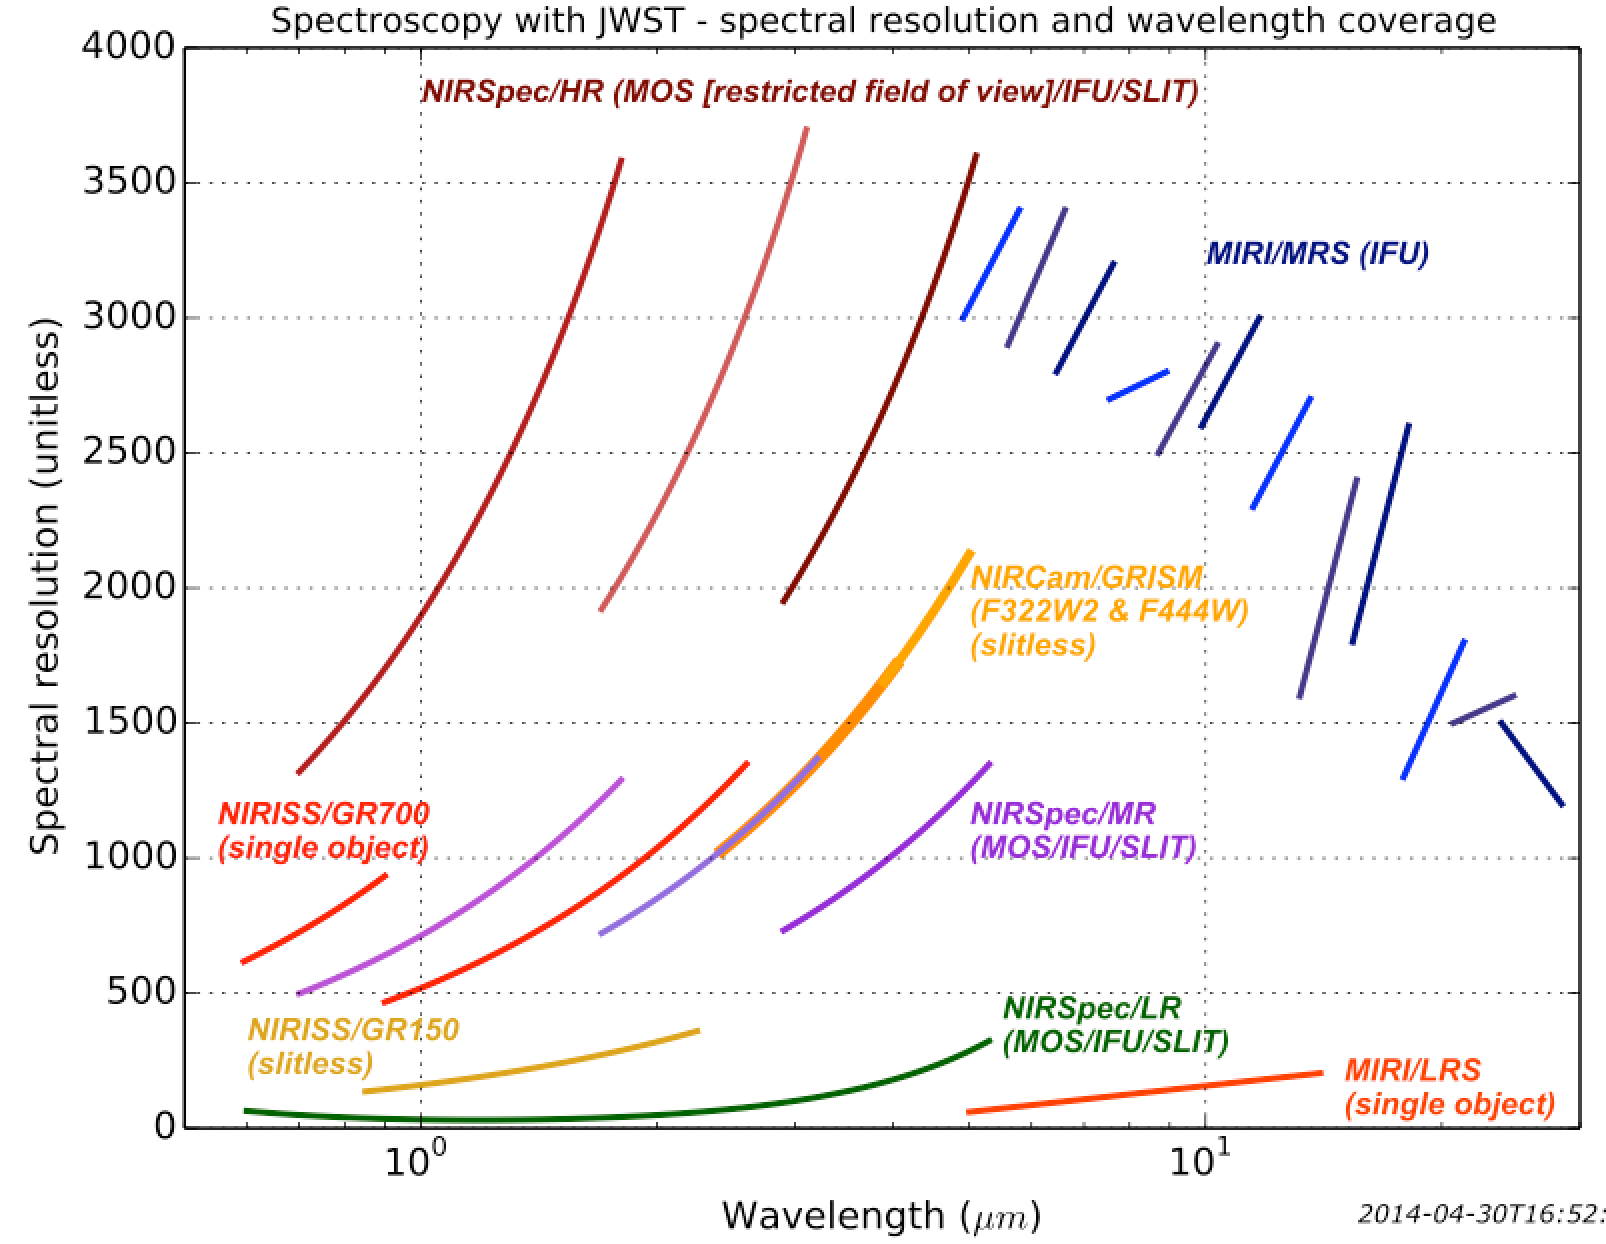 Spectroscopy with JWST - spectral resolution and wavelength coverage
4000
NIRSpec/HR (MOS [restricted field of view]/IFU/SLIT)
3500
MIRI/MRS (IFU)
3000
2500
NIRCam/GRISM
(F322W2 & F444W)
(slitless)
2000
1500
NIRISS/GR700
(single object)
NIRSpec/MR
(MOS/IFU/SLIT)
1000
500
NIRISS/GR150
(slitless)
NIRSpec/LR
(MOS/IFU/SLIT)
MIRI/LRS
(single object)
0
Spectral resolution (unitless)
10⁰
10¹
Wavelength (μm)
2014-04-30T16:52: